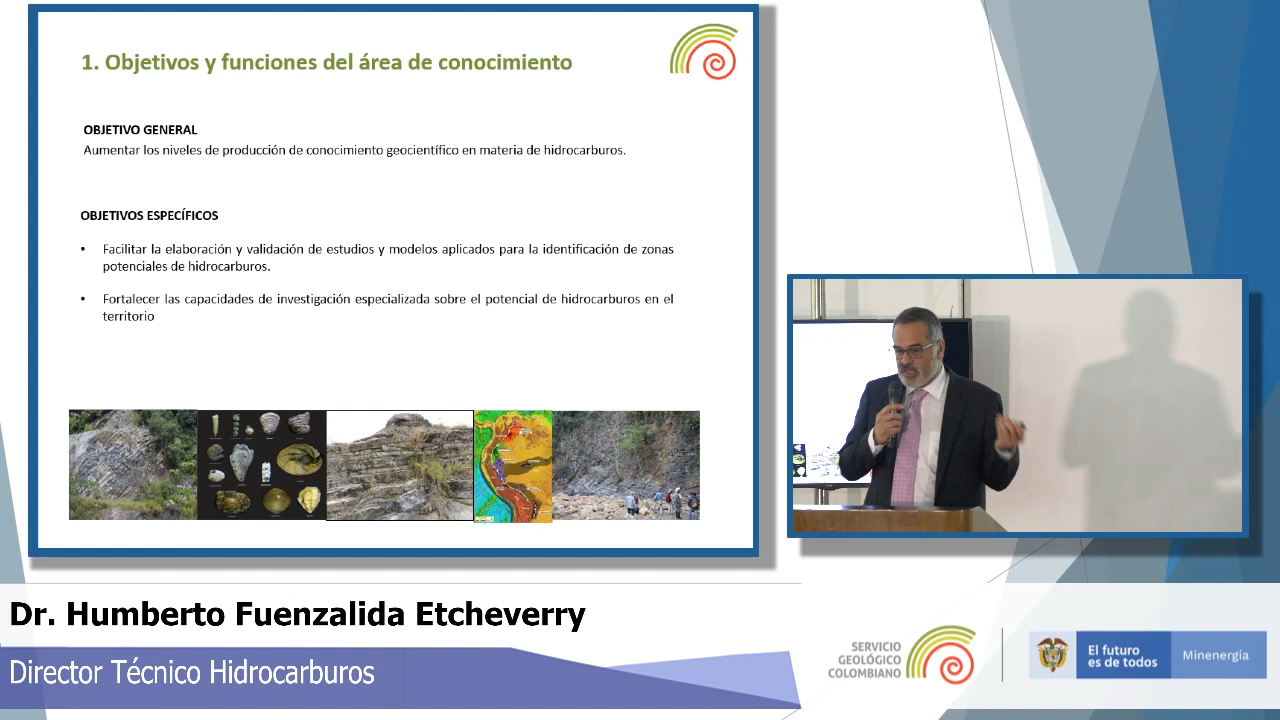 1. Objetivos y funciones del área de conocimiento
OBJETIVO GENERAL
Aumentar los niveles de producción de conocimiento geocientífico en materia de hidrocarburos.
OBJETIVOS ESPECÍFICOS
• Facilitar la elaboración y validación de estudios y modelos aplicados para la identificación de zonas
potenciales de hidrocarburos.
• Fortalecer las capacidades de investigación especializada sobre el potencial de hidrocarburos en el
territorio
Dr. Humberto Fuenzalida Etcheverry
Director Técnico Hidrocarburos
SERVICIO
GEOLÓGICO
COLOMBIANO
El futuro
es de todos
Minenergía